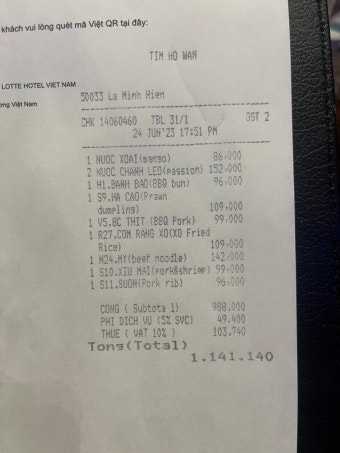 khách vui lòng quét mã Việt QR tại đây:
TIM HO WAN
LOTTE HOTEL VIET NAM
ơng Việt Nam
50033 La Minh Hien
CHK 14060460 TBL 31/1 GST 2
24 JUN'23 17:51 PM
1 NUOC XOAI(mango) 86,000
2 NUOC CHANH LEO(passion) 152,000
1 H1.BANH BAO(BBQ bun) 96,000
1 S9.HA CAO(Prawn
dumpling) 109,000
1 V5.BC THIT (BBQ Pork) 99,000
1 R27.COM RANG XO(XO Fried
Rice) 109,000
1 N24.MY(beef noodle) 142,000
1 S10.XIU MAI(pork&shrimp) 99,000
1 S11.SUON(Pork rib) 96,000
CONG ( Subtotal) 988.000
PHI DICH VU (5% SVC) 49.400
THUE ( VAT 10% ) 103.740
Tong(Total)
1.141.140